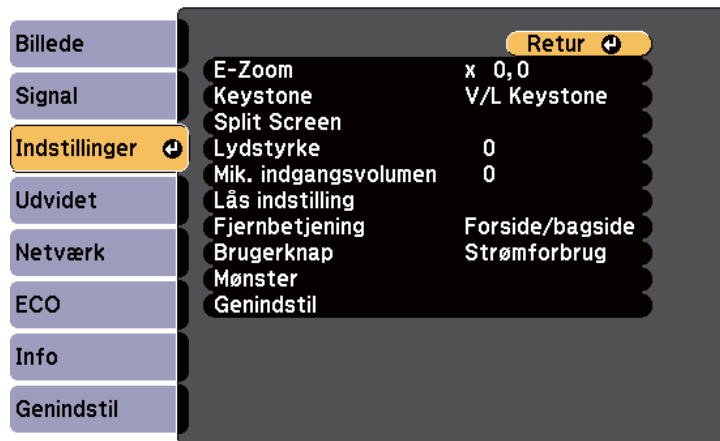 Billede
Signal
Indstillinger
Udvidet
Netværk
ECO
Info
Genindstil
Retur
E-Zoom x 0,0
Keystone V/L Keystone
Split Screen
Lydstyrke 0
Mik. indgangsvolumen 0
Lås indstilling
Fjernbetjening Forside/bagside
Brugerknap Strømforbrug
Mønster
Genindstil